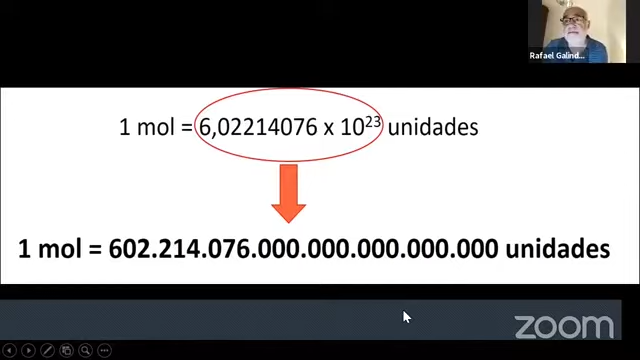 Rafael Galind...
1 mol = 6,02214076 x 10²³ unidades
1 mol = 602.214.076.000.000.000.000.000 unidades
zoom